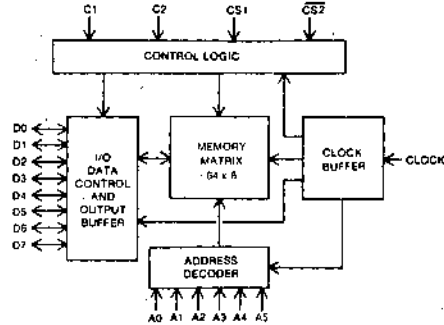 C1 C2 CS1 C̅S̅2̅
CONTROL LOGIC
D0
D1
D2
D3
D4
D5
D6
D7
I/O
DATA
CONTROL
AND
OUTPUT
BUFFER
MEMORY
MATRIX
64 x 8
CLOCK
BUFFER
CLOCK
ADDRESS
DECODER
A0 A1 A2 A3 A4 A5